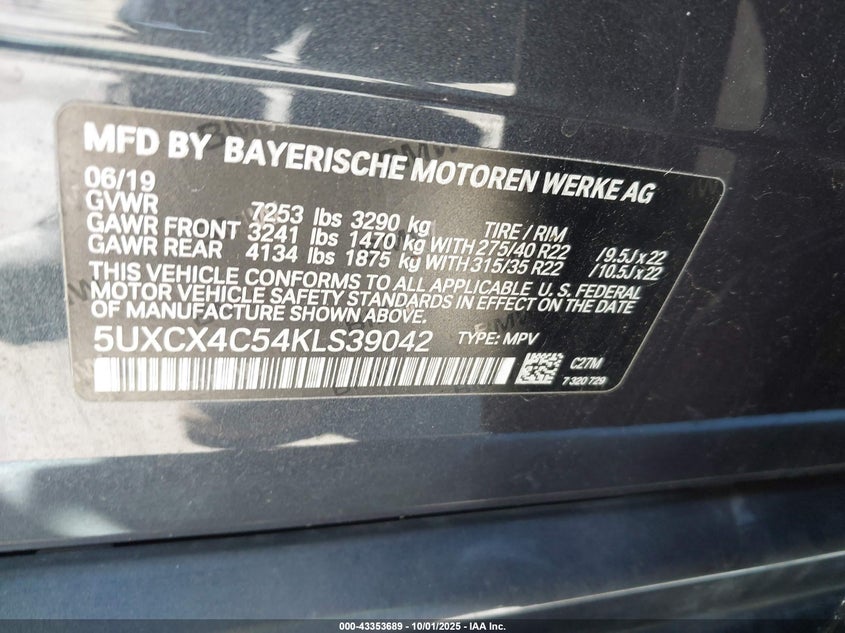 MFD BY BAYERISCHE MOTOREN WERKE AG
06/19
GVWR 7253 lbs 3290 kg TIRE / RIM
GAWR FRONT 3241 lbs 1470 kg WITH 275/40 R22 /9.5J x 22
GAWR REAR 4134 lbs 1875 kg WITH 315/35 R22 /10.5J x 22
THIS VEHICLE CONFORMS TO ALL APPLICABLE U.S. FEDERAL
MOTOR VEHICLE SAFETY STANDARDS IN EFFECT ON THE DATE
OF MANUFACTURE SHOWN ABOVE.
5UXCX4C54KLS39042 TYPE: MPV
C27M
7 320 729
000-43353689 - 10/01/2025 - IAA Inc.